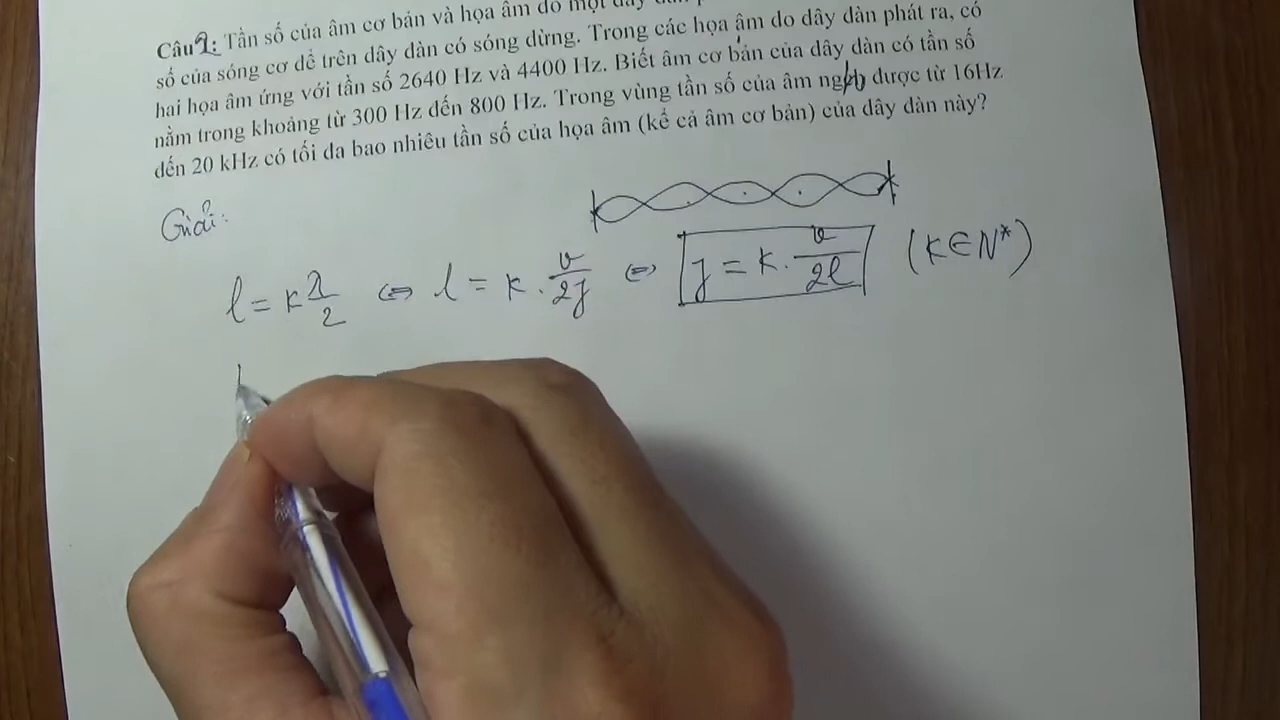 Câu 2: Tần số của âm cơ bản và họa âm do một dây đàn
số của sóng cơ để trên dây đàn có sóng dừng. Trong các họa âm do dây đàn phát ra, có
hai họa âm ứng với tần số 2640 Hz và 4400 Hz. Biết âm cơ bản của dây đàn có tần số
nằm trong khoảng từ 300 Hz đến 800 Hz. Trong vùng tần số của âm nghe được từ 16Hz
đến 20 kHz có tối đa bao nhiêu tần số của họa âm (kể cả âm cơ bản) của dây đàn này?
Giải:
l = k λ/2 ⇔ l = k . v/2f ⇔ f = k . v/2l (k ∈ N*)